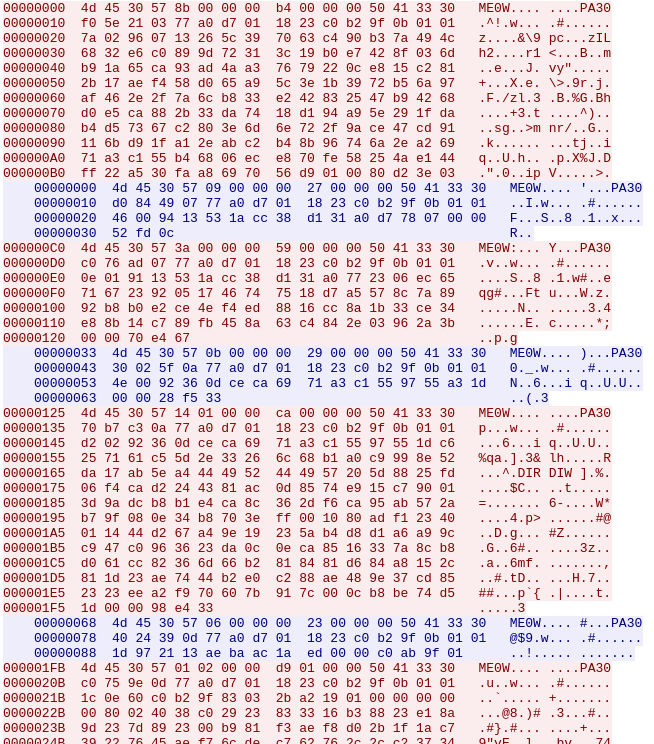 00000000  4d 45 30 57 8b 00 00 00  b4 00 00 00 50 41 33 30   ME0W.... ....PA30
00000010  f0 5e 21 03 77 a0 d7 01  18 23 c0 b2 9f 0b 01 01   .^!.w... .#......
00000020  7a 02 96 07 13 26 5c 39  70 63 c4 90 b3 7a 49 4c   z....&\9 pc...zIL
00000030  68 32 e6 c0 89 9d 72 31  3c 19 b0 e7 42 8f 03 6d   h2....r1 <...B..m
00000040  b9 1a 65 ca 93 ad 4a a3  76 79 22 0c e8 15 c2 81   ..e...J. vy".....
00000050  2b 17 ae f4 58 d0 65 a9  5c 3e 1b 39 72 b5 6a 97   +...X.e. \>.9r.j.
00000060  af 46 2e 2f 7a 6c b8 33  e2 42 83 25 47 b9 42 68   .F./zl.3 .B.%G.Bh
00000070  d0 e5 ca 88 2b 33 da 74  18 d1 94 a9 5e 29 1f da   ....+3.t ....^)..
00000080  b4 d5 73 67 c2 80 3e 6d  6e 72 2f 9a ce 47 cd 91   ..sg..>m nr/..G..
00000090  11 6b d9 1f a1 2e ab c2  b4 8b 96 74 6a 2e a2 69   .k...... ...tj..i
000000A0  71 a3 c1 55 b4 68 06 ec  e8 70 fe 58 25 4a e1 44   q..U.h.. .p.X%J.D
000000B0  ff 22 a5 30 fa a8 69 70  56 d9 01 00 80 d2 3e 03   .".0..ip V.....>.
00000000  4d 45 30 57 09 00 00 00  27 00 00 00 50 41 33 30   ME0W.... '...PA30
00000010  d0 84 49 07 77 a0 d7 01  18 23 c0 b2 9f 0b 01 01   ..I.w... .#......
00000020  46 00 94 13 53 1a cc 38  d1 31 a0 d7 78 07 00 00   F...S..8 .1..x...
00000030  52 fd 0c   R..
000000C0  4d 45 30 57 3a 00 00 00  59 00 00 00 50 41 33 30   ME0W:... Y...PA30
000000D0  c0 76 ad 07 77 a0 d7 01  18 23 c0 b2 9f 0b 01 01   .v..w... .#......
000000E0  0e 01 91 13 53 1a cc 38  d1 31 a0 77 23 06 ec 65   ....S..8 .1.w#..e
000000F0  71 67 23 92 05 17 46 74  75 18 d7 a5 57 8c 7a 89   qg#...Ft u...W.z.
00000100  92 b8 b0 e2 ce 4e f4 ed  88 16 cc 8a 1b 33 ce 34   .....N.. .....3.4
00000110  e8 8b 14 c7 89 fb 45 8a  63 c4 84 2e 03 96 2a 3b   ......E. c.....*;
00000120  00 00 70 e4 67   ..p.g
00000033  4d 45 30 57 0b 00 00 00  29 00 00 00 50 41 33 30   ME0W.... )...PA30
00000043  30 02 5f 0a 77 a0 d7 01  18 23 c0 b2 9f 0b 01 01   0._.w... .#......
00000053  4e 00 92 36 0d ce ca 69  71 a3 c1 55 97 55 a3 1d   N..6...i q..U.U..
00000063  00 00 28 f5 33   ..(.3
00000125  4d 45 30 57 14 01 00 00  ca 00 00 00 50 41 33 30   ME0W.... ....PA30
00000135  70 b7 c3 0a 77 a0 d7 01  18 23 c0 b2 9f 0b 01 01   p...w... .#......
00000145  d2 02 92 36 0d ce ca 69  71 a3 c1 55 97 55 1d c6   ...6...i q..U.U..
00000155  25 71 61 c5 5d 2e 33 26  6c 68 b1 a0 c9 99 8e 52   %qa.].3& lh.....R
00000165  da 17 ab 5e a4 44 49 52  44 49 57 20 5d 88 25 fd   ...^.DIR DIW ].%.
00000175  06 f4 ca d2 24 43 81 ac  0d 85 74 e9 15 c7 90 01   ....$C.. ..t.....
00000185  3d 9a dc b8 b1 e4 ca 8c  36 2d f6 ca 95 ab 57 2a   =....... 6-....W*
00000195  b7 9f 08 0e 34 b8 70 3e  ff 00 10 80 ad f1 23 40   ....4.p> ......#@
000001A5  01 14 44 d2 67 a4 9e 19  23 5a b4 d8 d1 a6 a9 9c   ..D.g... #Z......
000001B5  c9 47 c0 96 36 23 da 0c  0e ca 85 16 33 7a 8c b8   .G..6#.. ....3z..
000001C5  d0 61 cc 82 36 6d 66 b2  81 84 81 d6 84 a8 15 2c   .a..6mf. .......,
000001D5  81 1d 23 ae 74 44 b2 e0  c2 88 ae 48 9e 37 cd 85   ..#.tD.. ...H.7..
000001E5  23 23 ee a2 f9 70 60 7b  91 7c 00 0c b8 be 74 d5   ##...p`{ .|....t.
000001F5  1d 00 00 98 e4 33   .....3
00000068  4d 45 30 57 06 00 00 00  23 00 00 00 50 41 33 30   ME0W.... #...PA30
00000078  40 24 39 0d 77 a0 d7 01  18 23 c0 b2 9f 0b 01 01   @$9.w... .#......
00000088  1d 97 21 13 ae ba ac 1a  ed 00 00 c0 ab 9f 01   ..!..... .......
000001FB  4d 45 30 57 01 02 00 00  d9 01 00 00 50 41 33 30   ME0W.... ....PA30
0000020B  c0 75 9e 0d 77 a0 d7 01  18 23 c0 b2 9f 0b 01 01   .u..w... .#......
0000021B  1c 0e 60 c0 b2 9f 83 03  2b a2 19 01 00 00 00 00   ..`..... +.......
0000022B  00 80 02 40 38 c0 29 23  83 33 16 b3 88 23 e1 8a   ...@8.)# .3...#..
0000023B  9d 23 7d 89 23 00 b9 81  f3 ae f8 d0 2b 1f 1a c7   .#}.#... ....+...